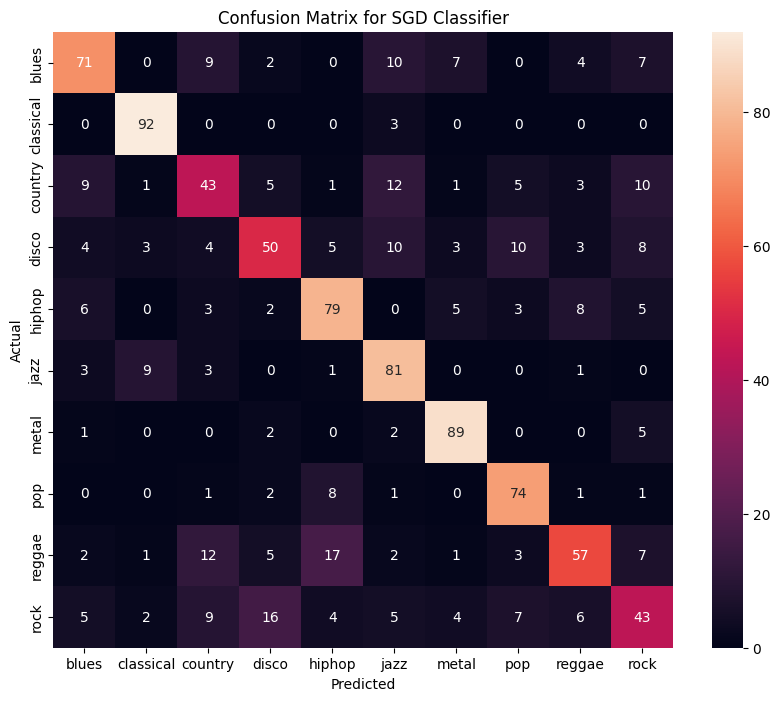 Confusion Matrix for SGD Classifier
blues 71 0 9 2 0 10 7 0 4 7
classical 0 92 0 0 0 3 0 0 0 0
country 9 1 43 5 1 12 1 5 3 10
disco 4 3 4 50 5 10 3 10 3 8
hiphop 6 0 3 2 79 0 5 3 8 5
jazz 3 9 3 0 1 81 0 0 1 0
metal 1 0 0 2 0 2 89 0 0 5
pop 0 0 1 2 8 1 0 74 1 1
reggae 2 1 12 5 17 2 1 3 57 7
rock 5 2 9 16 4 5 4 7 6 43
blues classical country disco hiphop jazz metal pop reggae rock
Predicted
Actual
80
60
40
20
0